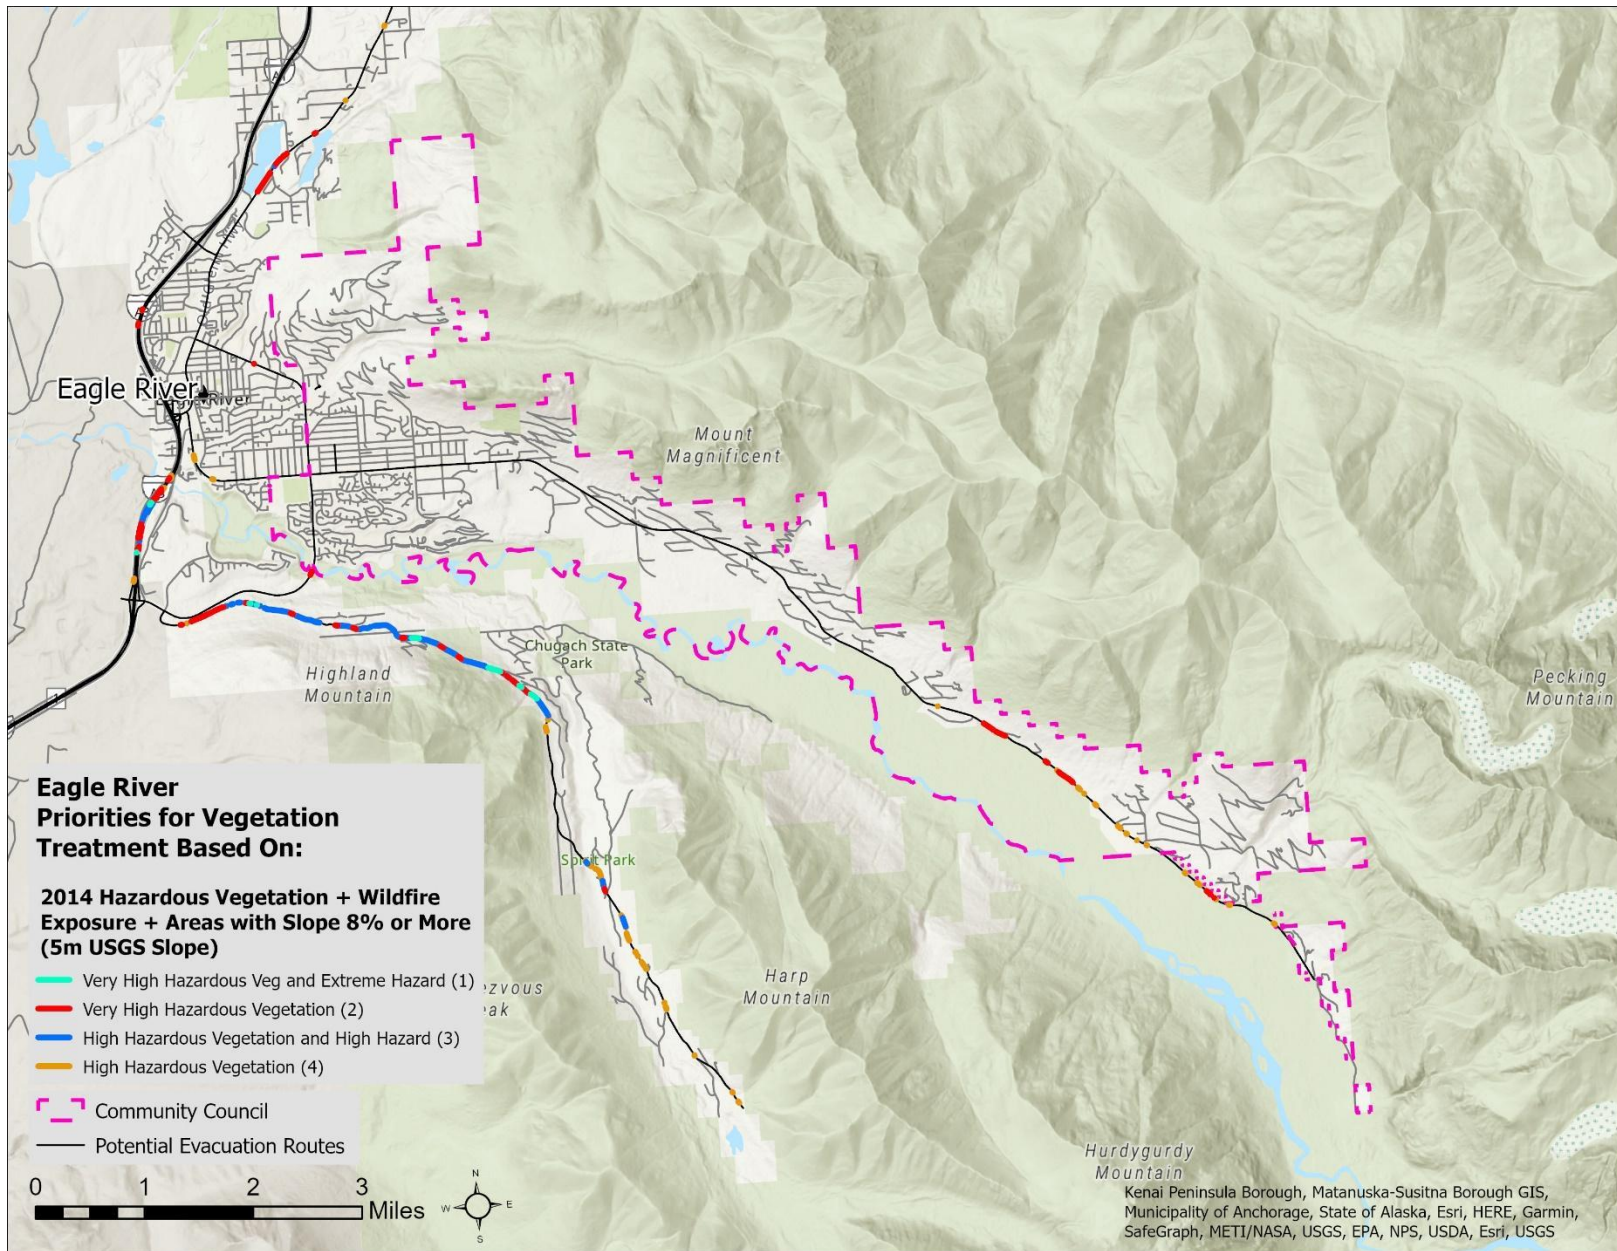 Eagle River
River
Mount
Magnificent
Chugach State
Park
Highland
Mountain
Pecking
Mountain
Spirit Park
Harp
Mountain
ezvous
eak
Hurdygurdy
Mountain
Eagle River
Priorities for Vegetation
Treatment Based On:
2014 Hazardous Vegetation + Wildfire
Exposure + Areas with Slope 8% or More
(5m USGS Slope)
Very High Hazardous Veg and Extreme Hazard (1)
Very High Hazardous Vegetation (2)
High Hazardous Vegetation and High Hazard (3)
High Hazardous Vegetation (4)
Community Council
Potential Evacuation Routes
0 1 2 3
Miles
N
W E
S
Kenai Peninsula Borough, Matanuska-Susitna Borough GIS,
Municipality of Anchorage, State of Alaska, Esri, HERE, Garmin,
SafeGraph, METI/NASA, USGS, EPA, NPS, USDA, Esri, USGS